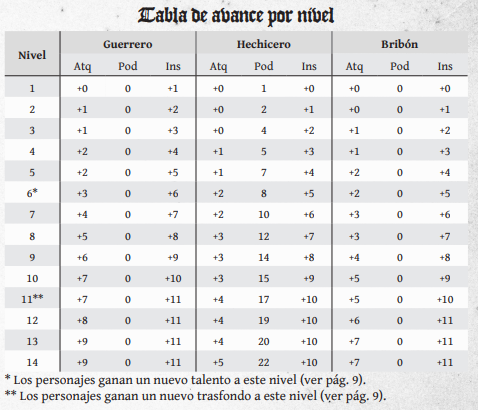 Tabla de avance por nivel
Nivel Guerrero Hechicero Bribón
Atq Pod Ins Atq Pod Ins Atq Pod Ins
1 +0 0 +1 +0 1 +0 +0 0 +0
2 +1 0 +2 +0 2 +1 +0 0 +1
3 +1 0 +3 +0 4 +2 +1 0 +2
4 +2 0 +4 +1 5 +3 +1 0 +3
5 +2 0 +5 +1 7 +4 +2 0 +4
6* +3 0 +6 +2 8 +5 +2 0 +5
7 +4 0 +7 +2 10 +6 +3 0 +6
8 +5 0 +8 +3 12 +7 +3 0 +7
9 +6 0 +9 +3 14 +8 +4 0 +8
10 +7 0 +10 +3 15 +9 +5 0 +9
11** +7 0 +11 +4 17 +10 +5 0 +10
12 +8 0 +11 +4 19 +10 +6 0 +11
13 +9 0 +11 +4 20 +10 +7 0 +11
14 +9 0 +11 +5 22 +10 +7 0 +11
* Los personajes ganan un nuevo talento a este nivel (ver pág. 9).
** Los personajes ganan un nuevo trasfondo a este nivel (ver pág. 9).